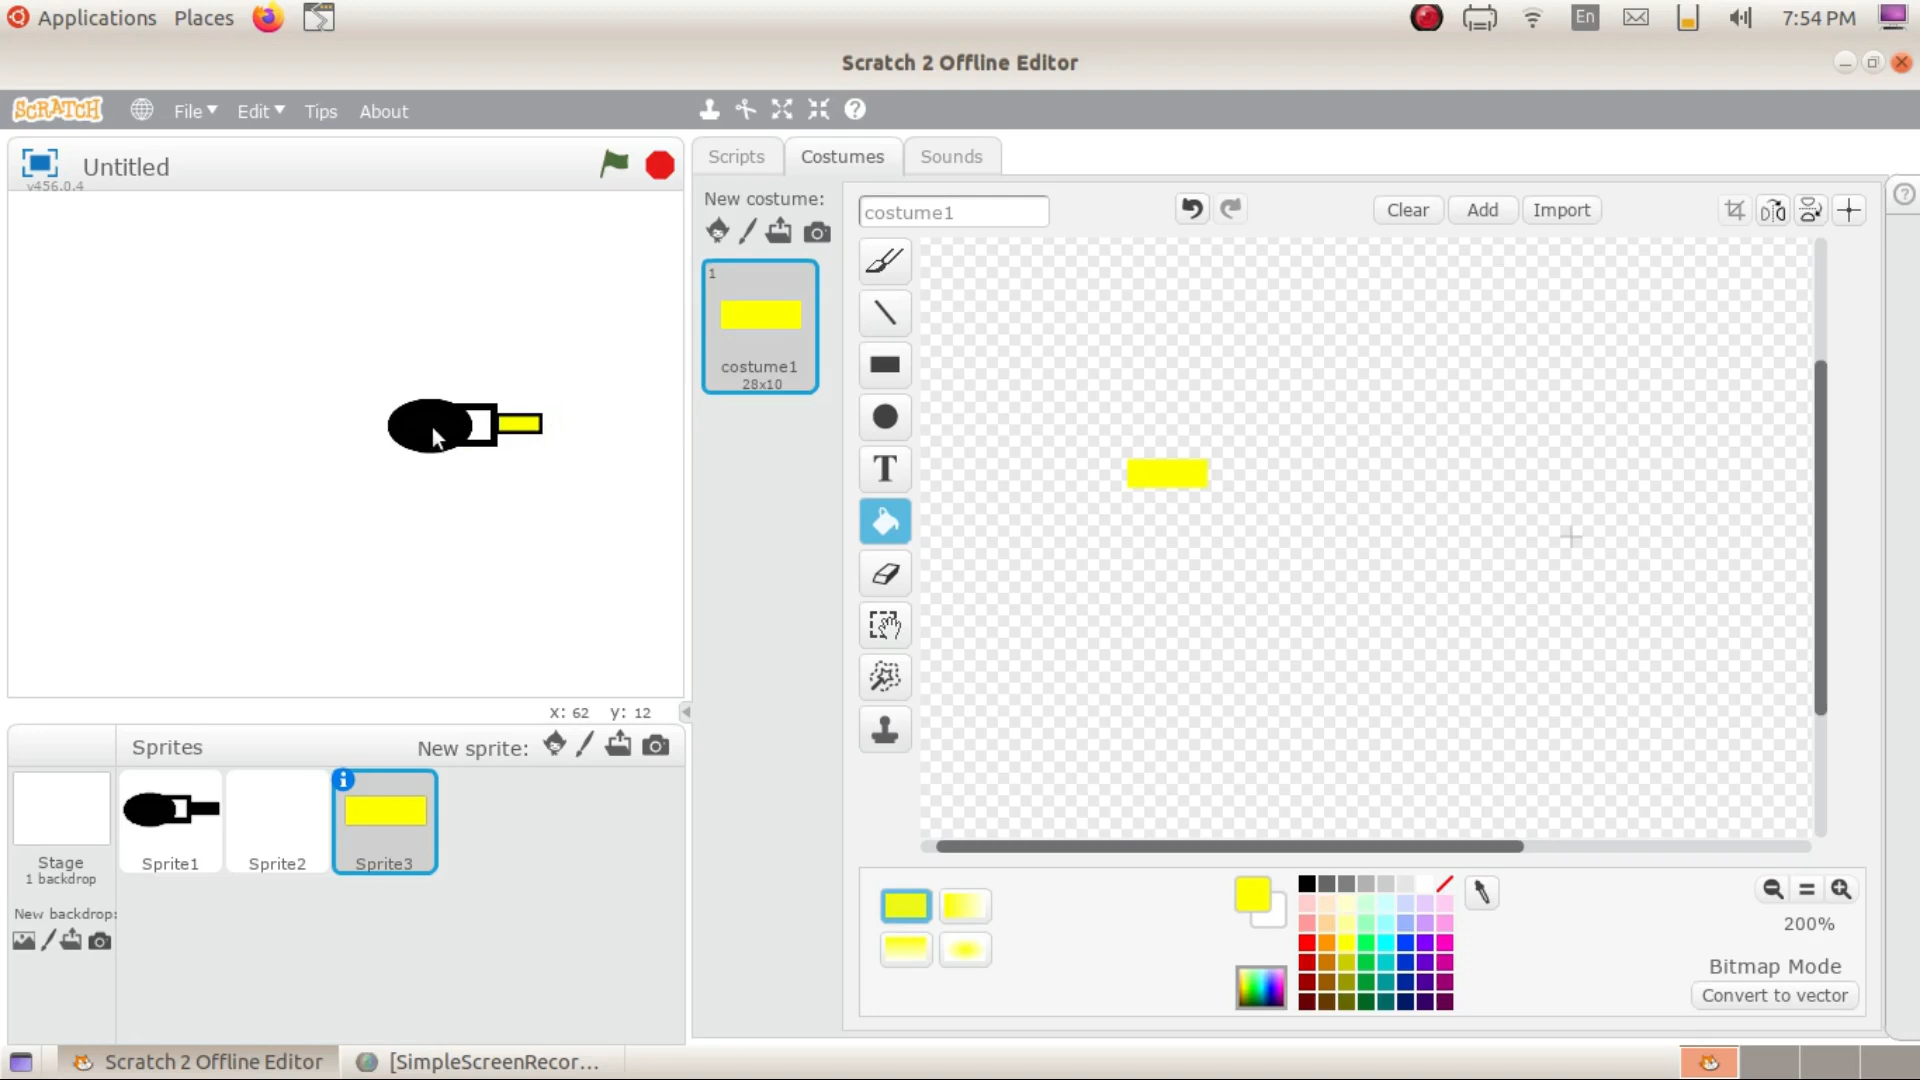 Applications Places En 7:54 PM
Scratch 2 Offline Editor
SCRATCH File Edit Tips About
Untitled
v456.0.4
Scripts Costumes Sounds
New costume:
1
costume1
28x10
costume1
Clear Add Import
T
x: 62 y: 12
Sprites New sprite:
Stage
1 backdrop
New backdrop:
Sprite1 Sprite2 Sprite3
200%
Bitmap Mode
Convert to vector
Scratch 2 Offline Editor [SimpleScreenRecor...